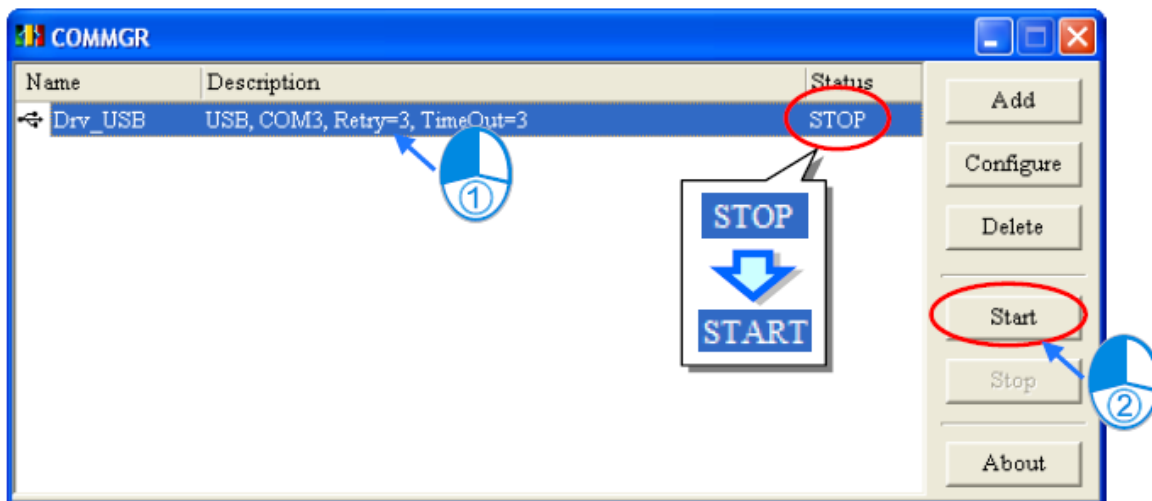 COMMGR
Name Description Status
Drv_USB USB, COM3, Retry=3, TimeOut=3 STOP
Add
Configure
Delete
Start
Stop
About
①
STOP
START
②